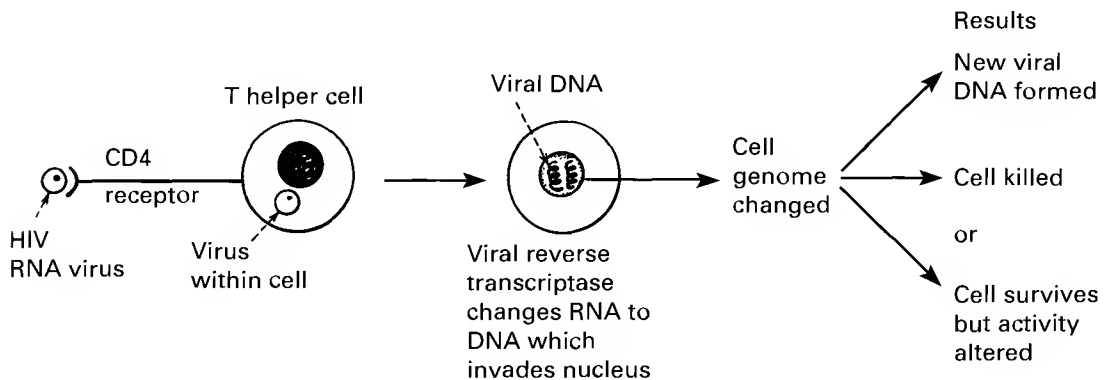 T helper cell
CD4
receptor
HIV
RNA virus
Virus
within cell
Viral DNA
Viral reverse
transcriptase
changes RNA to
DNA which
invades nucleus
Cell
genome
changed
Results
New viral
DNA formed
Cell killed
or
Cell survives
but activity
altered